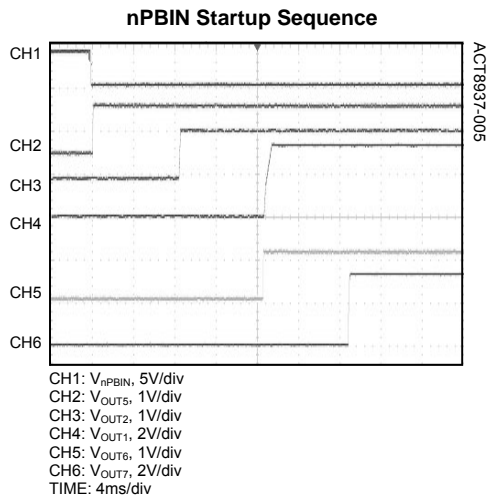 nPBIN Startup Sequence
CH1
CH2
CH3
CH4
CH5
CH6
ACT8937-005
CH1: VnPBIN, 5V/div
CH2: VOUT5, 1V/div
CH3: VOUT2, 1V/div
CH4: VOUT1, 2V/div
CH5: VOUT6, 1V/div
CH6: VOUT7, 2V/div
TIME: 4ms/div